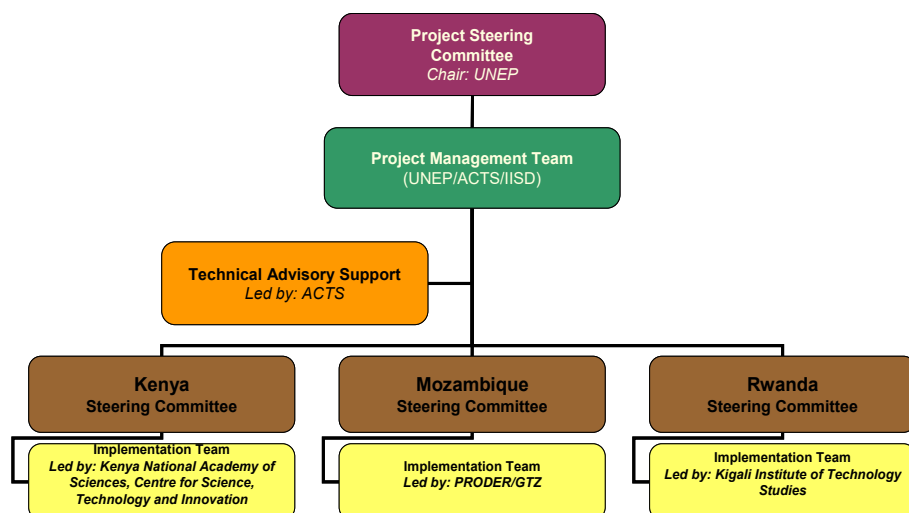 Project Steering
Committee
Chair: UNEP
Project Management Team
(UNEP/ACTS/IISD)
Technical Advisory Support
Led by: ACTS
Kenya
Steering Committee
Mozambique
Steering Committee
Rwanda
Steering Committee
Implementation Team
Led by: Kenya National Academy of
Sciences, Centre for Science,
Technology and Innovation
Implementation Team
Led by: PRODER/GTZ
Implementation Team
Led by: Kigali Institute of Technology
Studies